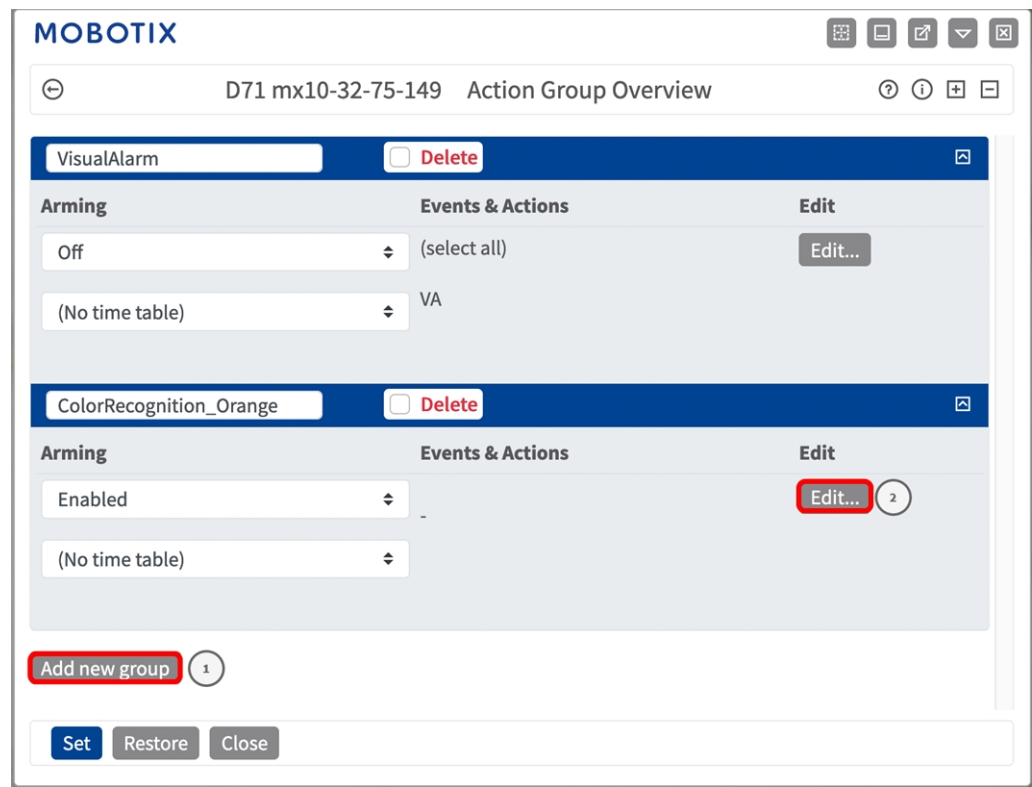 MOBOTIX
D71 mx10-32-75-149 Action Group Overview
VisualAlarm Delete
Arming Events & Actions Edit
Off (select all) Edit...
(No time table) VA
ColorRecognition_Orange Delete
Arming Events & Actions Edit
Enabled - Edit... 2
(No time table)
Add new group 1
Set Restore Close